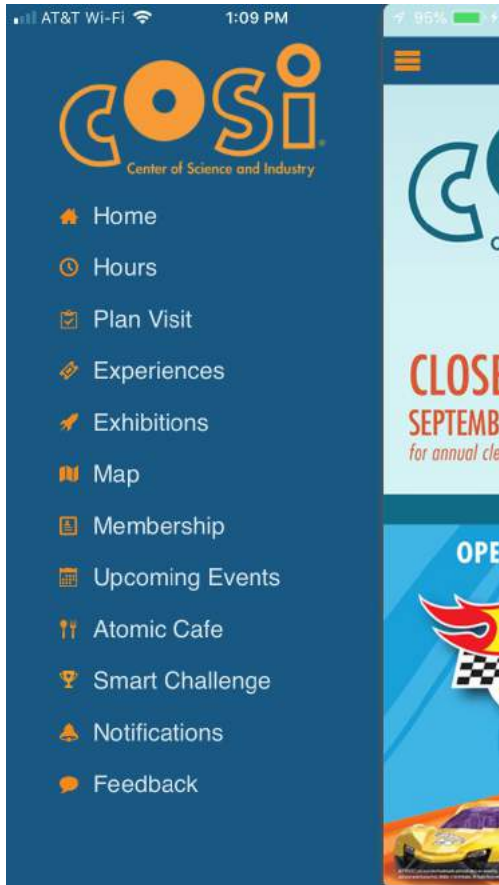 AT&T Wi-Fi
1:09 PM
95%
cosi
Center of Science and Industry
Home
Hours
Plan Visit
Experiences
Exhibitions
Map
Membership
Upcoming Events
Atomic Cafe
Smart Challenge
Notifications
Feedback
CLOSE
SEPTEMB
for annual cle
OPE